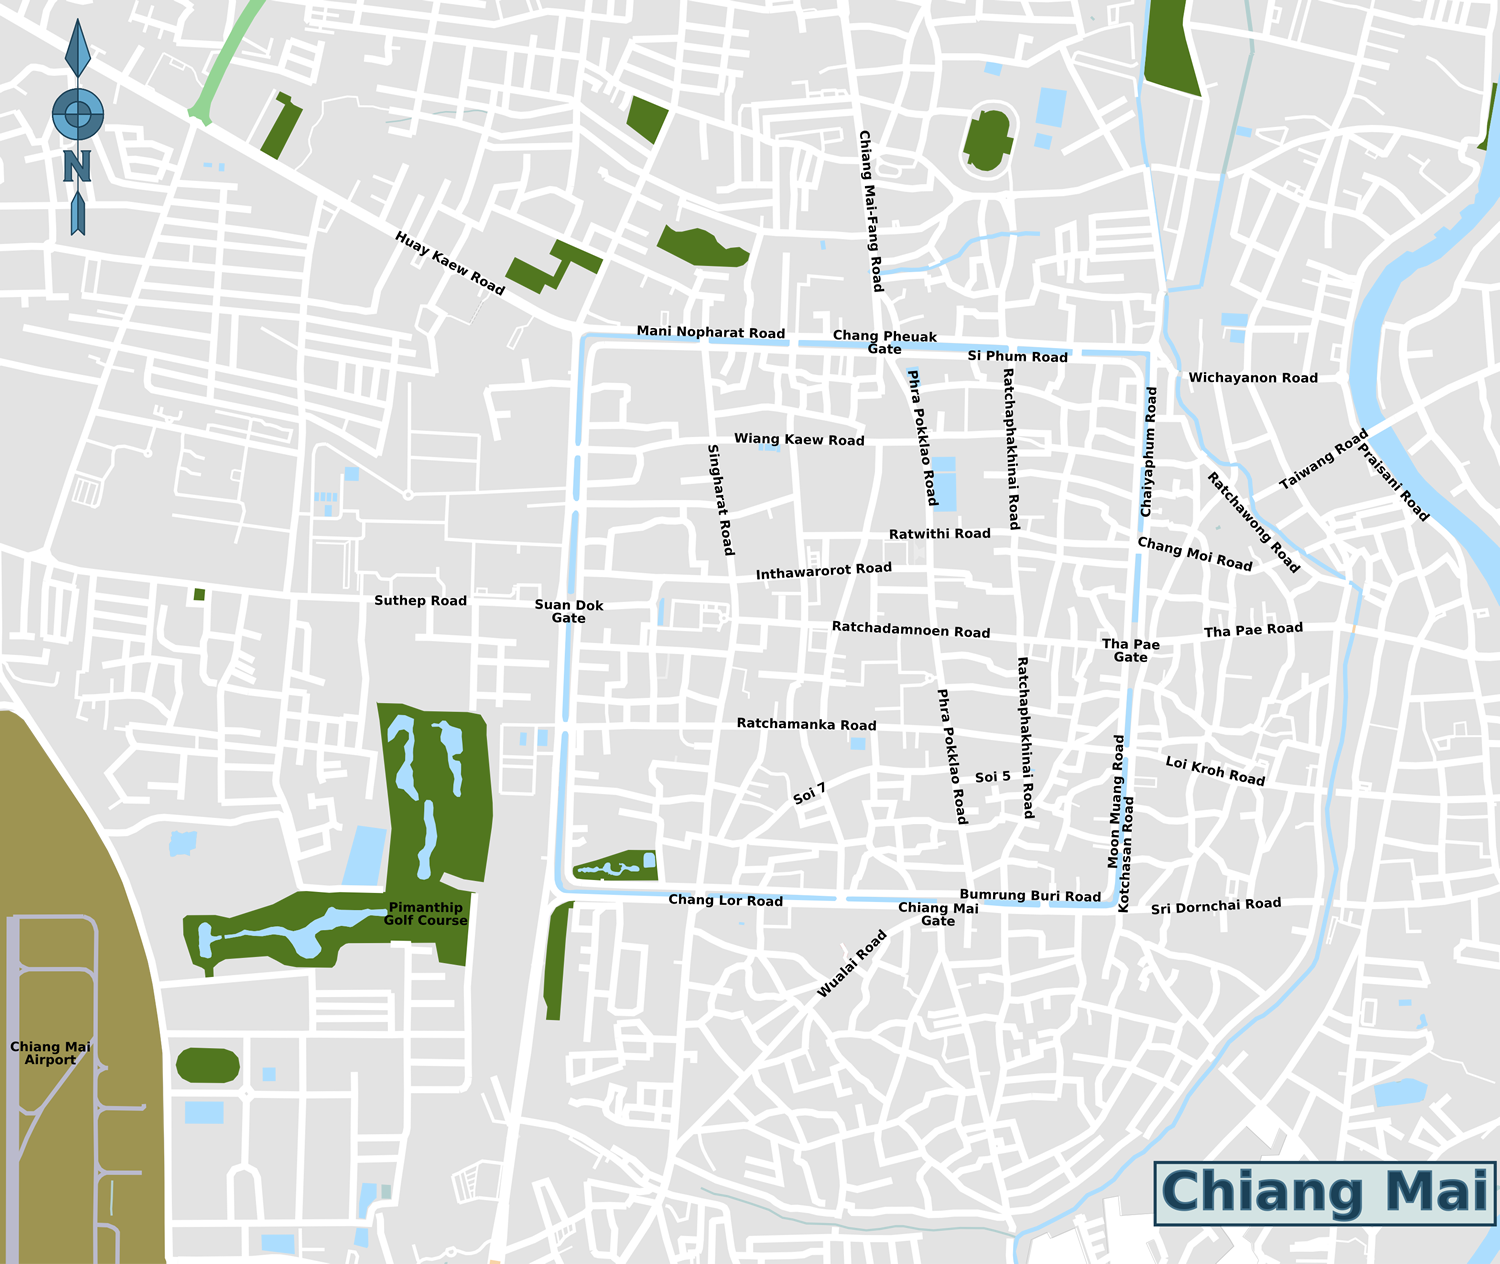 N
Chiang Mai-Fang Road
Huay Kaew Road
Mani Nopharat Road
Chang Pheuak
Gate
Si Phum Road
Wichayanon Road
Phra Pokklao Road
Ratchaphakhinai Road
Chaiyaphum Road
Wiang Kaew Road
Singharat Road
Taiwang Road
Praisani Road
Ratchawong Road
Ratwithi Road
Chang Moi Road
Inthawarorot Road
Suthep Road
Suan Dok
Gate
Ratchadamnoen Road
Tha Pae
Gate
Tha Pae Road
Ratchaphakhinai Road
Phra Pokklao Road
Ratchamanka Road
Moon Muang Road
Loi Kroh Road
Soi 7
Soi 5
Kotchasan Road
Pimanthip
Golf Course
Chang Lor Road
Chiang Mai
Gate
Bumrung Buri Road
Sri Dornchai Road
Wualai Road
Chiang Mai
Airport
Chiang Mai